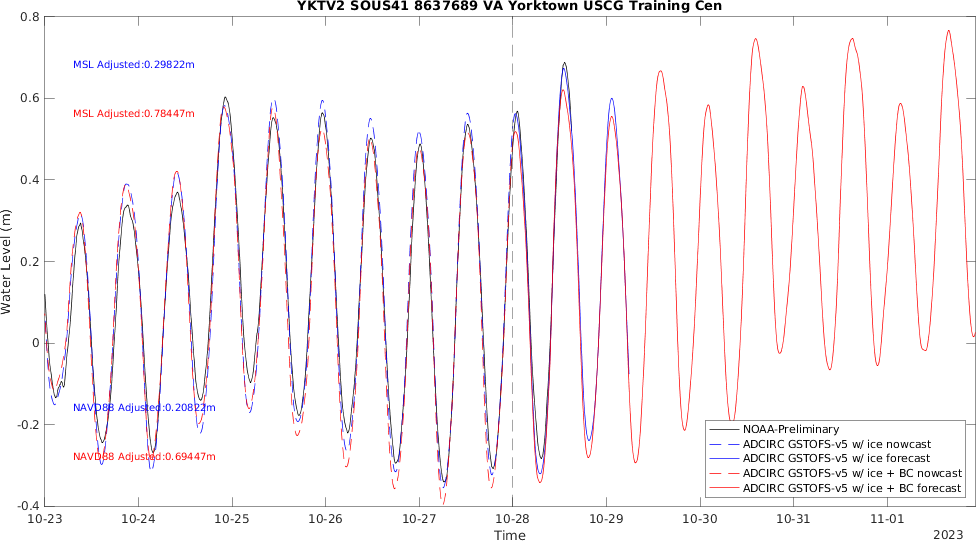 YKTV2 SOUS41 8637689 VA Yorktown USCG Training Cen
Water Level (m)
0.8
0.6
0.4
0.2
0
-0.2
-0.4
MSL Adjusted:0.29822m
MSL Adjusted:0.78447m
NAVD88 Adjusted:0.20822m
NAVD88 Adjusted:0.69447m
NOAA-Preliminary
ADCIRC GSTOFS-v5 w/ ice nowcast
ADCIRC GSTOFS-v5 w/ ice forecast
ADCIRC GSTOFS-v5 w/ice + BC nowcast
ADCIRC GSTOFS-v5 w/ice + BC forecast
10-23 10-24 10-25 10-26 10-27 10-28 10-29 10-30 10-31 11-01
Time
2023